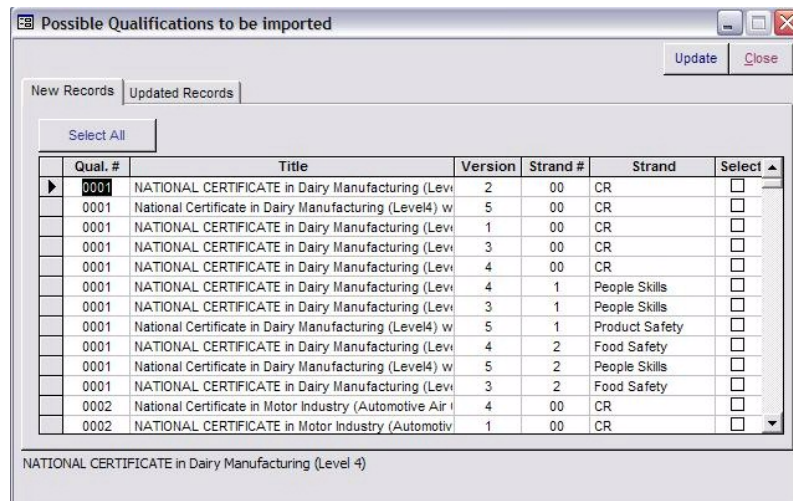 Possible Qualifications to be imported
Update Close
New Records Updated Records
Select All
Qual. # Title Version Strand # Strand Select
0001 NATIONAL CERTIFICATE in Dairy Manufacturing (Leve 2 00 CR
0001 National Certificate in Dairy Manufacturing (Level4) w 5 00 CR
0001 NATIONAL CERTIFICATE in Dairy Manufacturing (Leve 1 00 CR
0001 NATIONAL CERTIFICATE in Dairy Manufacturing (Leve 3 00 CR
0001 NATIONAL CERTIFICATE in Dairy Manufacturing (Leve 4 00 CR
0001 NATIONAL CERTIFICATE in Dairy Manufacturing (Leve 4 1 People Skills
0001 NATIONAL CERTIFICATE in Dairy Manufacturing (Leve 3 1 People Skills
0001 National Certificate in Dairy Manufacturing (Level4) w 5 1 Product Safety
0001 NATIONAL CERTIFICATE in Dairy Manufacturing (Leve 4 2 Food Safety
0001 National Certificate in Dairy Manufacturing (Level4) w 5 2 People Skills
0001 NATIONAL CERTIFICATE in Dairy Manufacturing (Leve 3 2 Food Safety
0002 National Certificate in Motor Industry (Automotive Air 4 00 CR
0002 NATIONAL CERTIFICATE in Motor Industry (Automotiv 1 00 CR
NATIONAL CERTIFICATE in Dairy Manufacturing (Level 4)